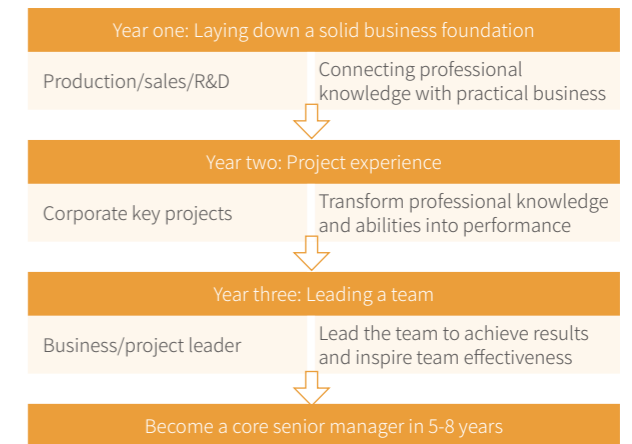 Year one: Laying down a solid business foundation
Production/sales/R&D
Connecting professional
knowledge with practical business
Year two: Project experience
Corporate key projects
Transform professional knowledge
and abilities into performance
Year three: Leading a team
Business/project leader
Lead the team to achieve results
and inspire team effectiveness
Become a core senior manager in 5-8 years